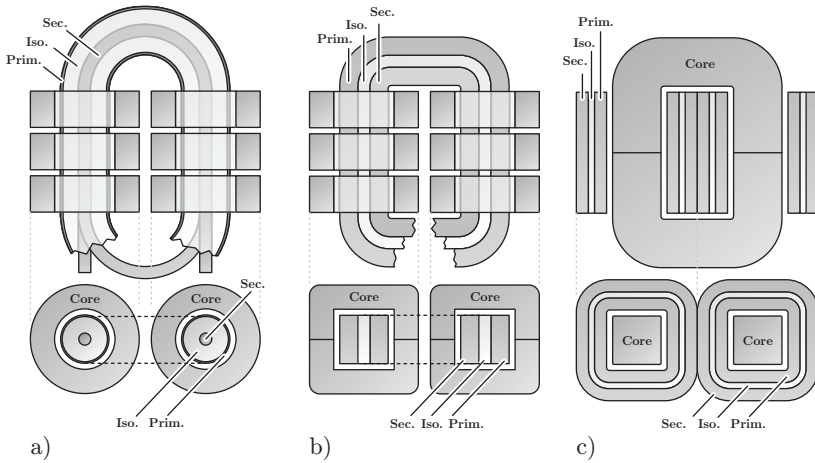 Sec.
Iso.
Prim.
Core
Core
Sec.
Iso. Prim.
a)
Sec.
Iso.
Prim.
Core
Core
Sec. Iso. Prim.
b)
Prim.
Iso.
Sec.
Core
Core
Core
Sec.
Iso.
Prim.
c)